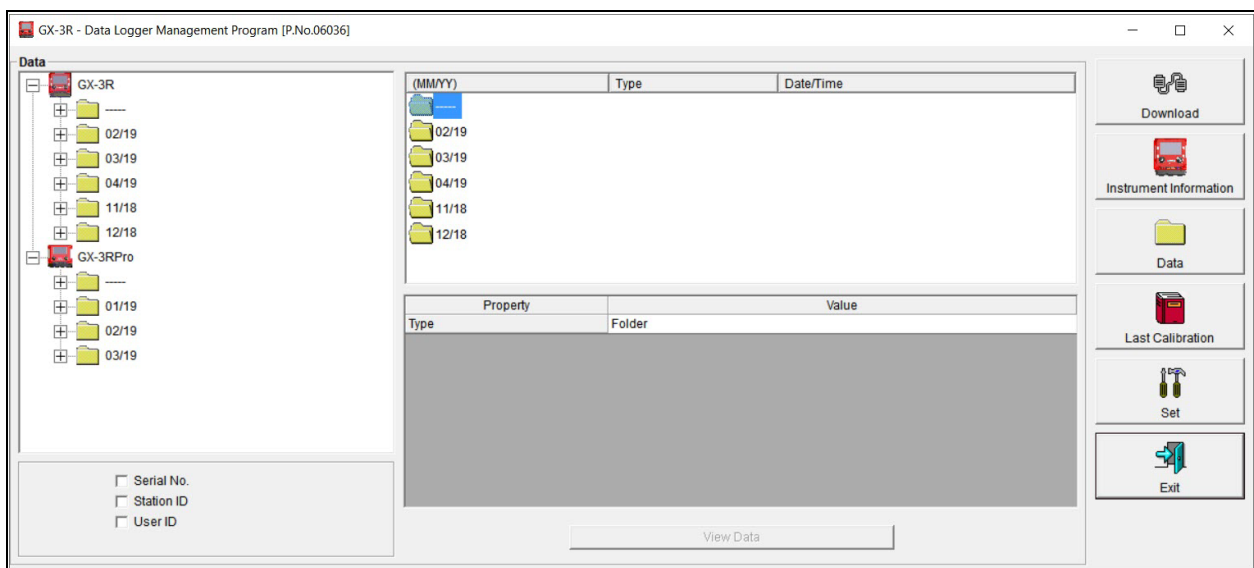 GX-3R - Data Logger Management Program [P.No.06036]
Data
GX-3R
-----
02/19
03/19
04/19
11/18
12/18
GX-3RPro
-----
01/19
02/19
03/19
Serial No.
Station ID
User ID
(MM/YY) Type Date/Time
-----
02/19
03/19
04/19
11/18
12/18
Property Value
Type Folder
View Data
Download
Instrument Information
Data
Last Calibration
Set
Exit